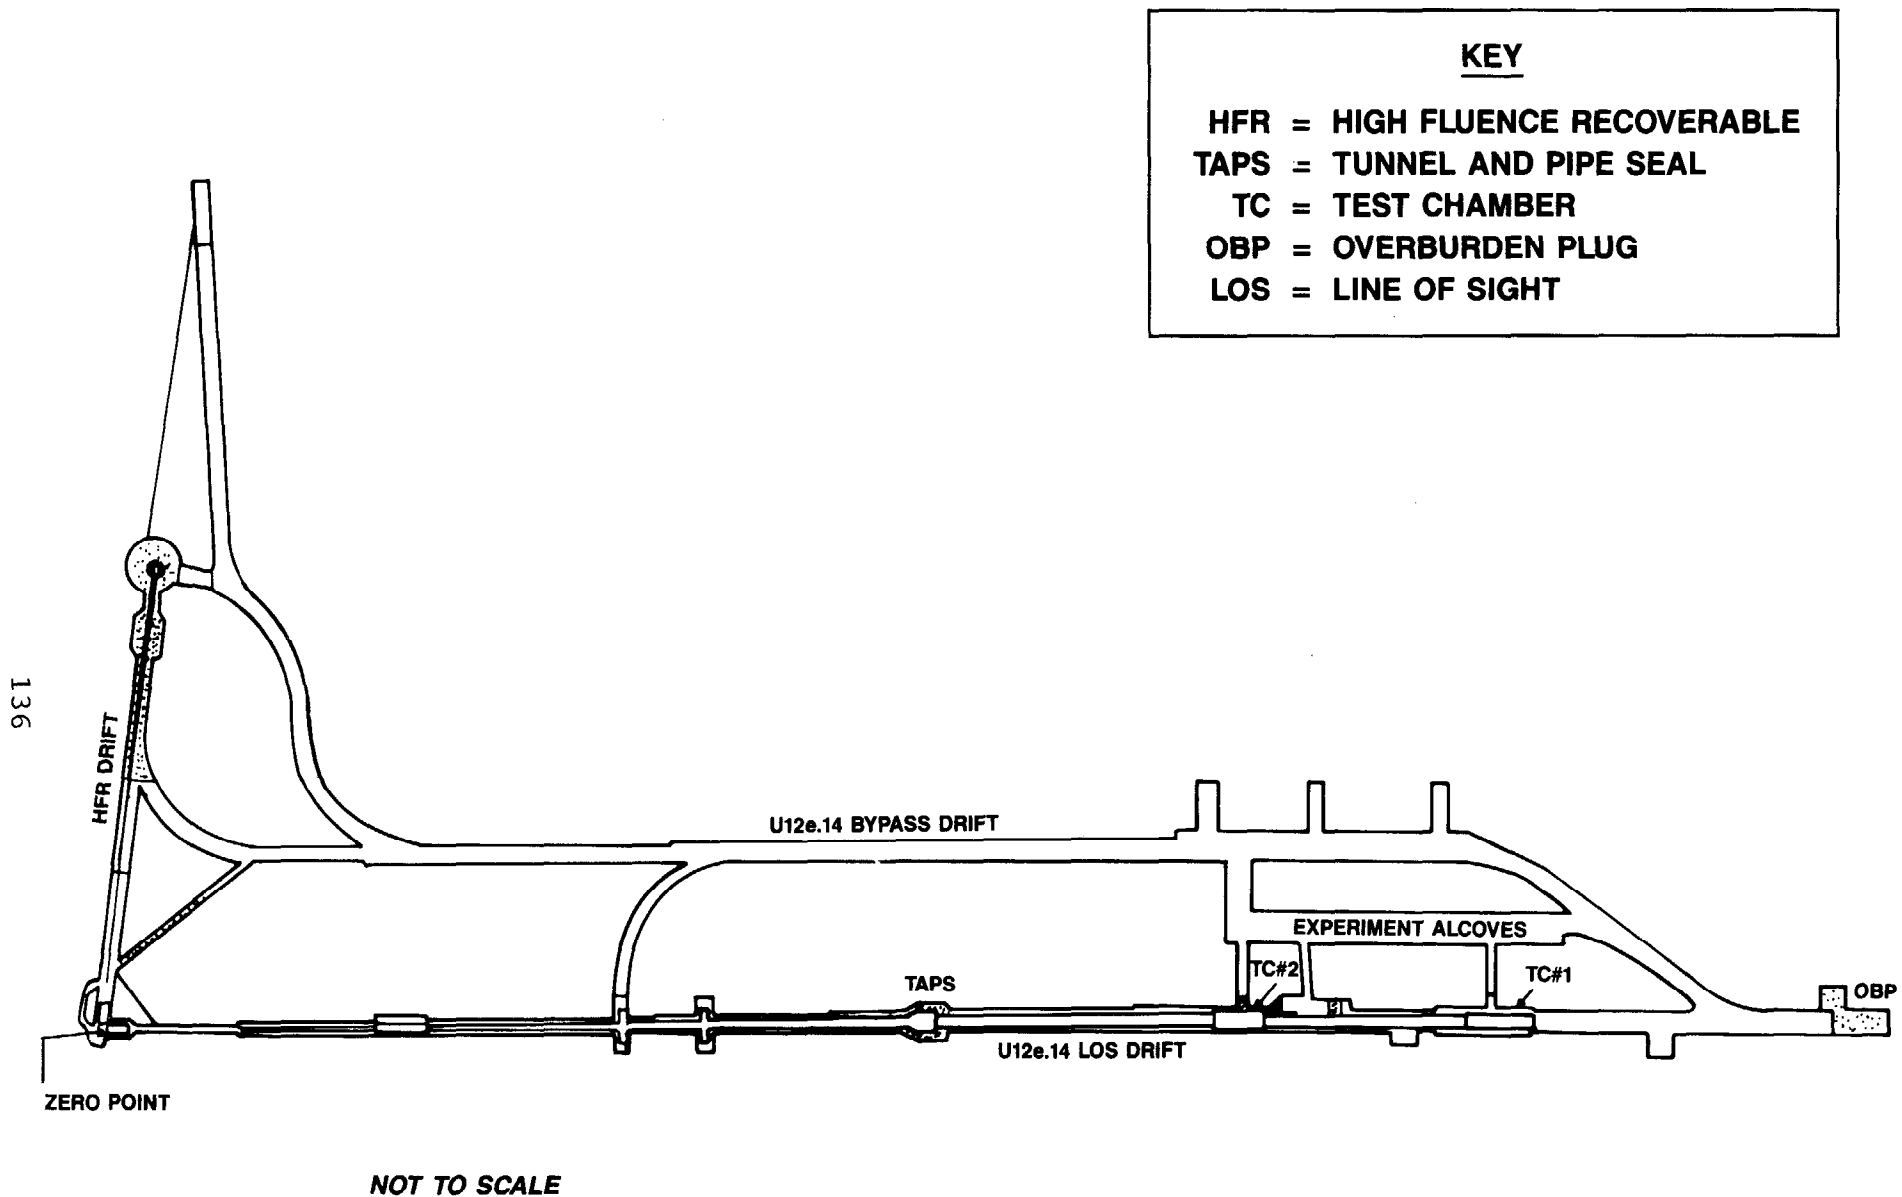 KEY
HFR = HIGH FLUENCE RECOVERABLE
TAPS = TUNNEL AND PIPE SEAL
TC = TEST CHAMBER
OBP = OVERBURDEN PLUG
LOS = LINE OF SIGHT
136
HFR DRIFT
U12e.14 BYPASS DRIFT
EXPERIMENT ALCOVES
TC#2
TC#1
TAPS
OBP
U12e.14 LOS DRIFT
ZERO POINT
NOT TO SCALE